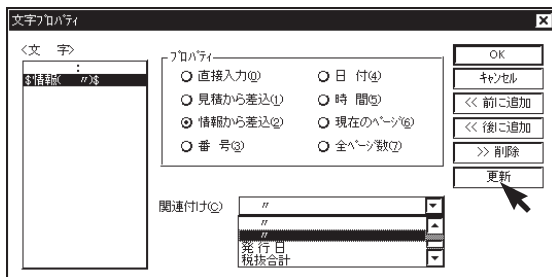 文字プロパティ
〈文　字〉
：
$情報(　〃)$
プロパティ
直接入力(0)
日 付(4)
見積から差込(1)
時 間(5)
情報から差込(2)
現在のページ(6)
番 号(3)
全ページ数(7)
OK
キャンセル
<< 前に追加
<< 後に追加
>> 削除
更新
関連付け(C)
〃
〃
〃
発 行 日
税抜合計